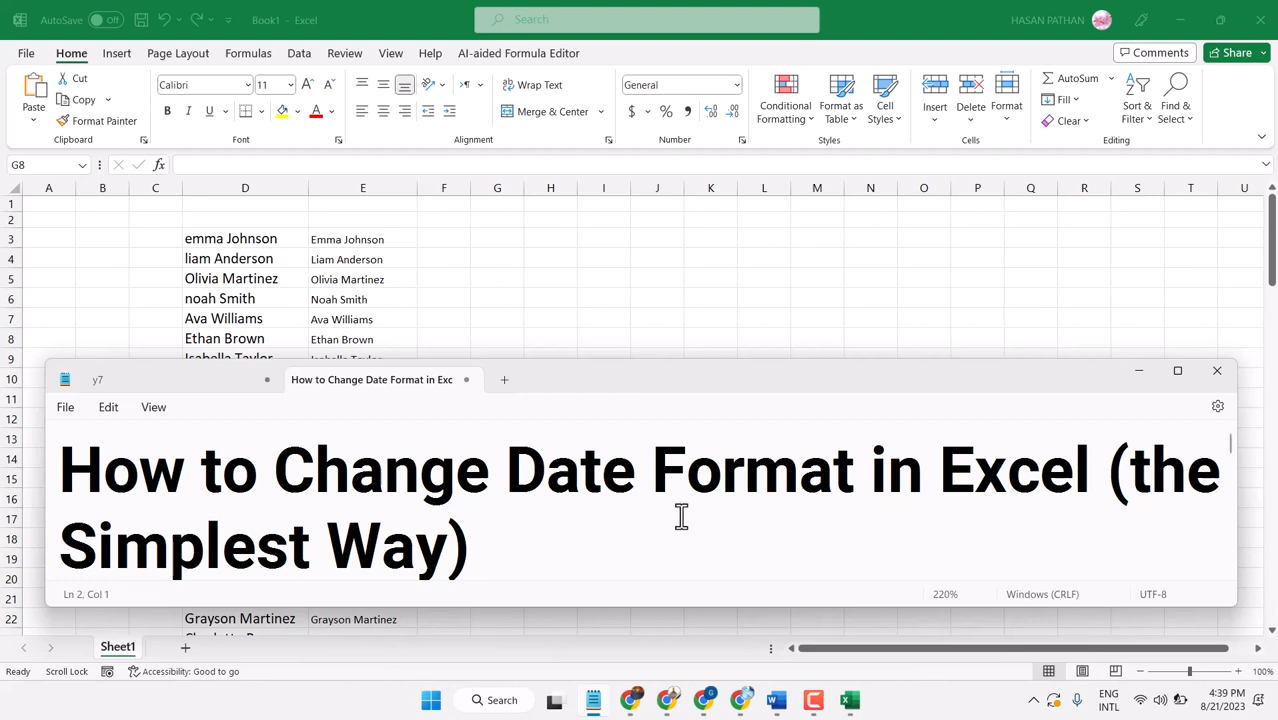 AutoSave Off Book1 - Excel Search HASAN PATHAN
File Home Insert Page Layout Formulas Data Review View Help AI-aided Formula Editor Comments Share
Paste Cut Copy Format Painter Clipboard
Calibri 11 B I U A Font
Wrap Text Merge & Center Alignment
General $ % Number
Conditional Formatting Format as Table Cell Styles Styles
Insert Delete Format Cells
AutoSum Fill Clear Sort & Filter Find & Select Editing
G8 fx
A B C D E F G H I J K L M N O P Q R S T U
1
2
3 emma Johnson Emma Johnson
4 liam Anderson Liam Anderson
5 Olivia Martinez Olivia Martinez
6 noah Smith Noah Smith
7 Ava Williams Ava Williams
8 Ethan Brown Ethan Brown
9 Isabella Taylor Isabella Taylor
10
11
12
13
14
15
16
17
18
19
20
21
y7 How to Change Date Format in Exc
File Edit View
How to Change Date Format in Excel (the
Simplest Way)
Ln 2, Col 1 220% Windows (CRLF) UTF-8
22 Grayson Martinez Grayson Martinez
Sheet1
Ready Scroll Lock Accessibility: Good to go 100%
Search ENG INTL 4:39 PM 8/21/2023